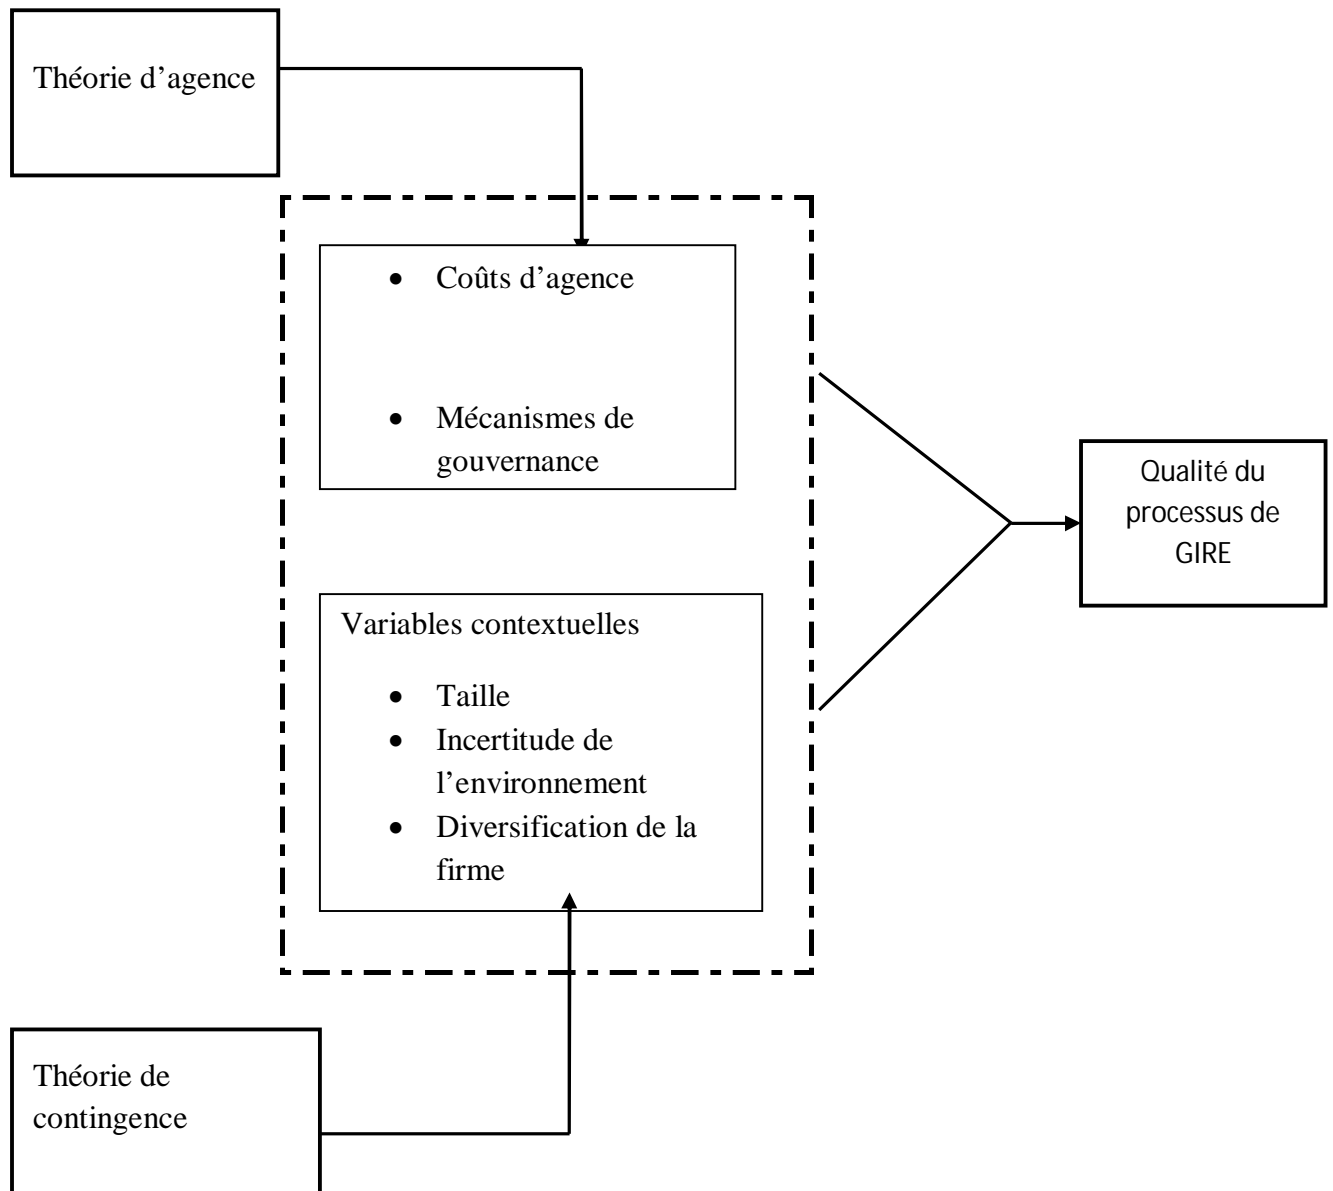 Théorie d’agence
• Coûts d’agence
• Mécanismes de
gouvernance
Qualité du
processus de
GIRE
Variables contextuelles
• Taille
• Incertitude de
l’environnement
• Diversification de la
firme
Théorie de
contingence